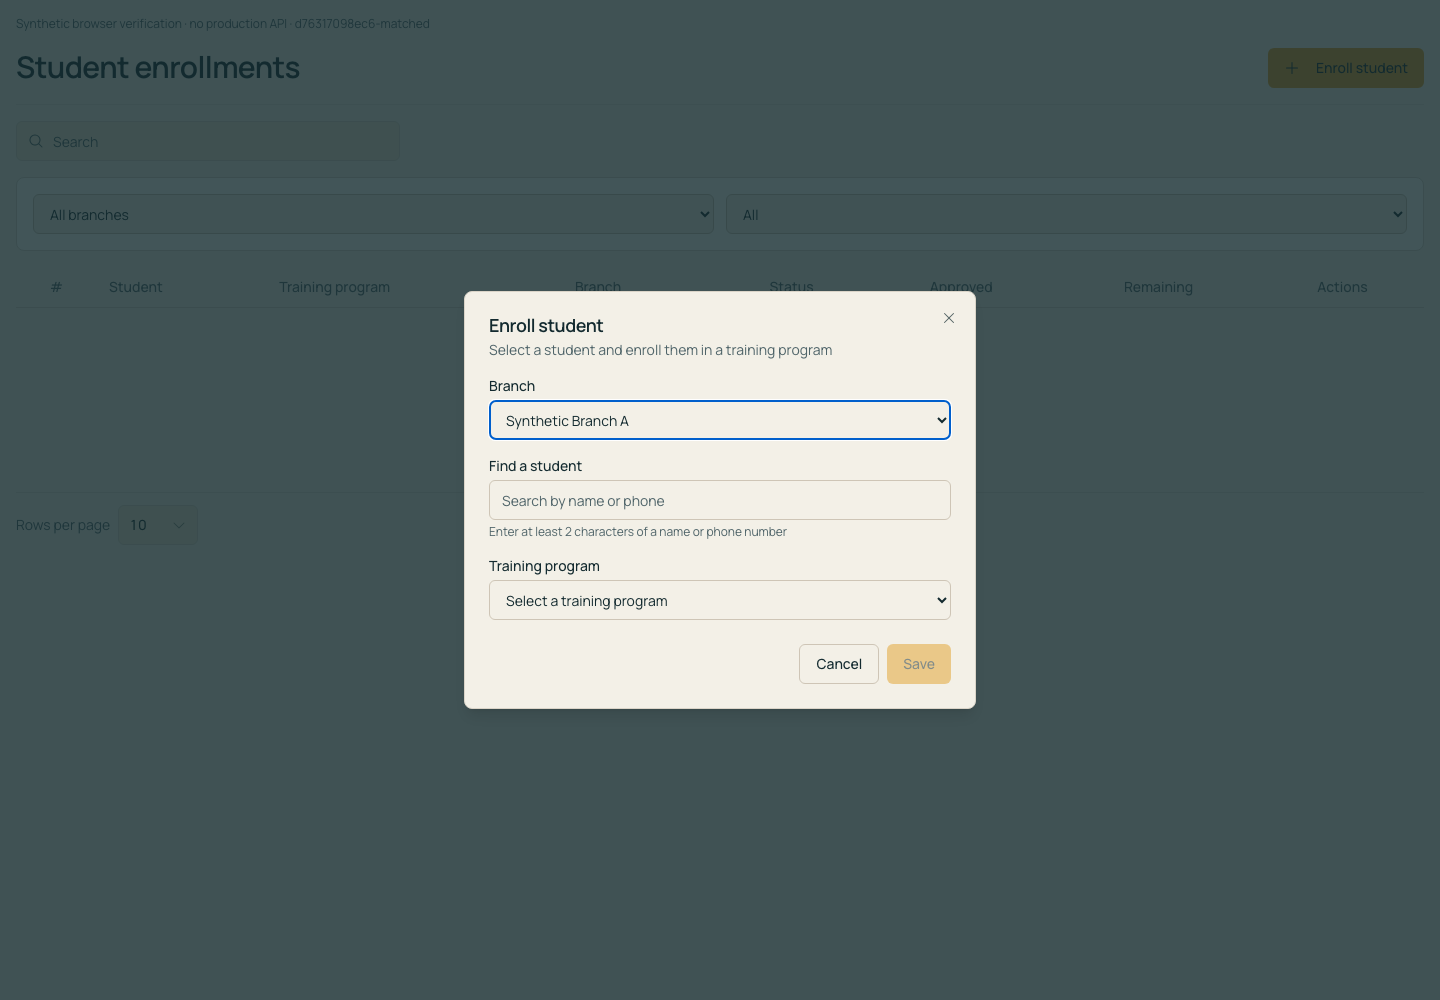 Synthetic browser verification · no production API · d76317098ec6-matched
Student enrollments
Enroll student
Search
All branches
All
# Student Training program Branch Status Approved Remaining Actions
Enroll student
Select a student and enroll them in a training program
Branch
Synthetic Branch A
Find a student
Search by name or phone
Enter at least 2 characters of a name or phone number
Training program
Select a training program
Cancel Save
Rows per page 10